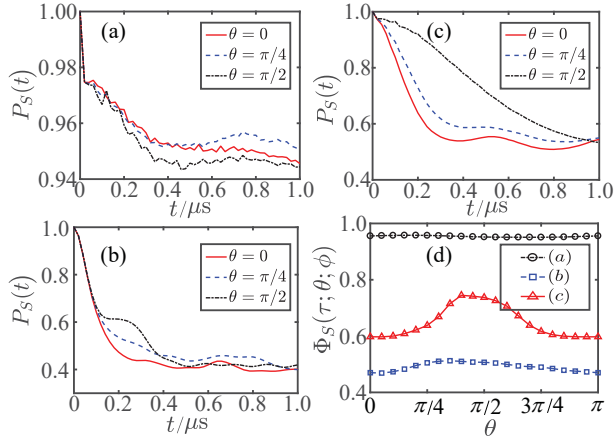 (a)
θ = 0
θ = π/4
θ = π/2
P_S(t)
1.00
0.98
0.96
0.94
0 0.2 0.4 0.6 0.8 1.0
t/μs
(c)
θ = 0
θ = π/4
θ = π/2
P_S(t)
1.0
0.8
0.6
0.4
0 0.2 0.4 0.6 0.8 1.0
t/μs
(b)
θ = 0
θ = π/4
θ = π/2
P_S(t)
1.0
0.8
0.6
0.4
0 0.2 0.4 0.6 0.8 1.0
t/μs
(d)
(a)
(b)
(c)
Φ_S(τ; θ; ϕ)
1.0
0.8
0.6
0.4
0 π/4 π/2 3π/4 π
θ